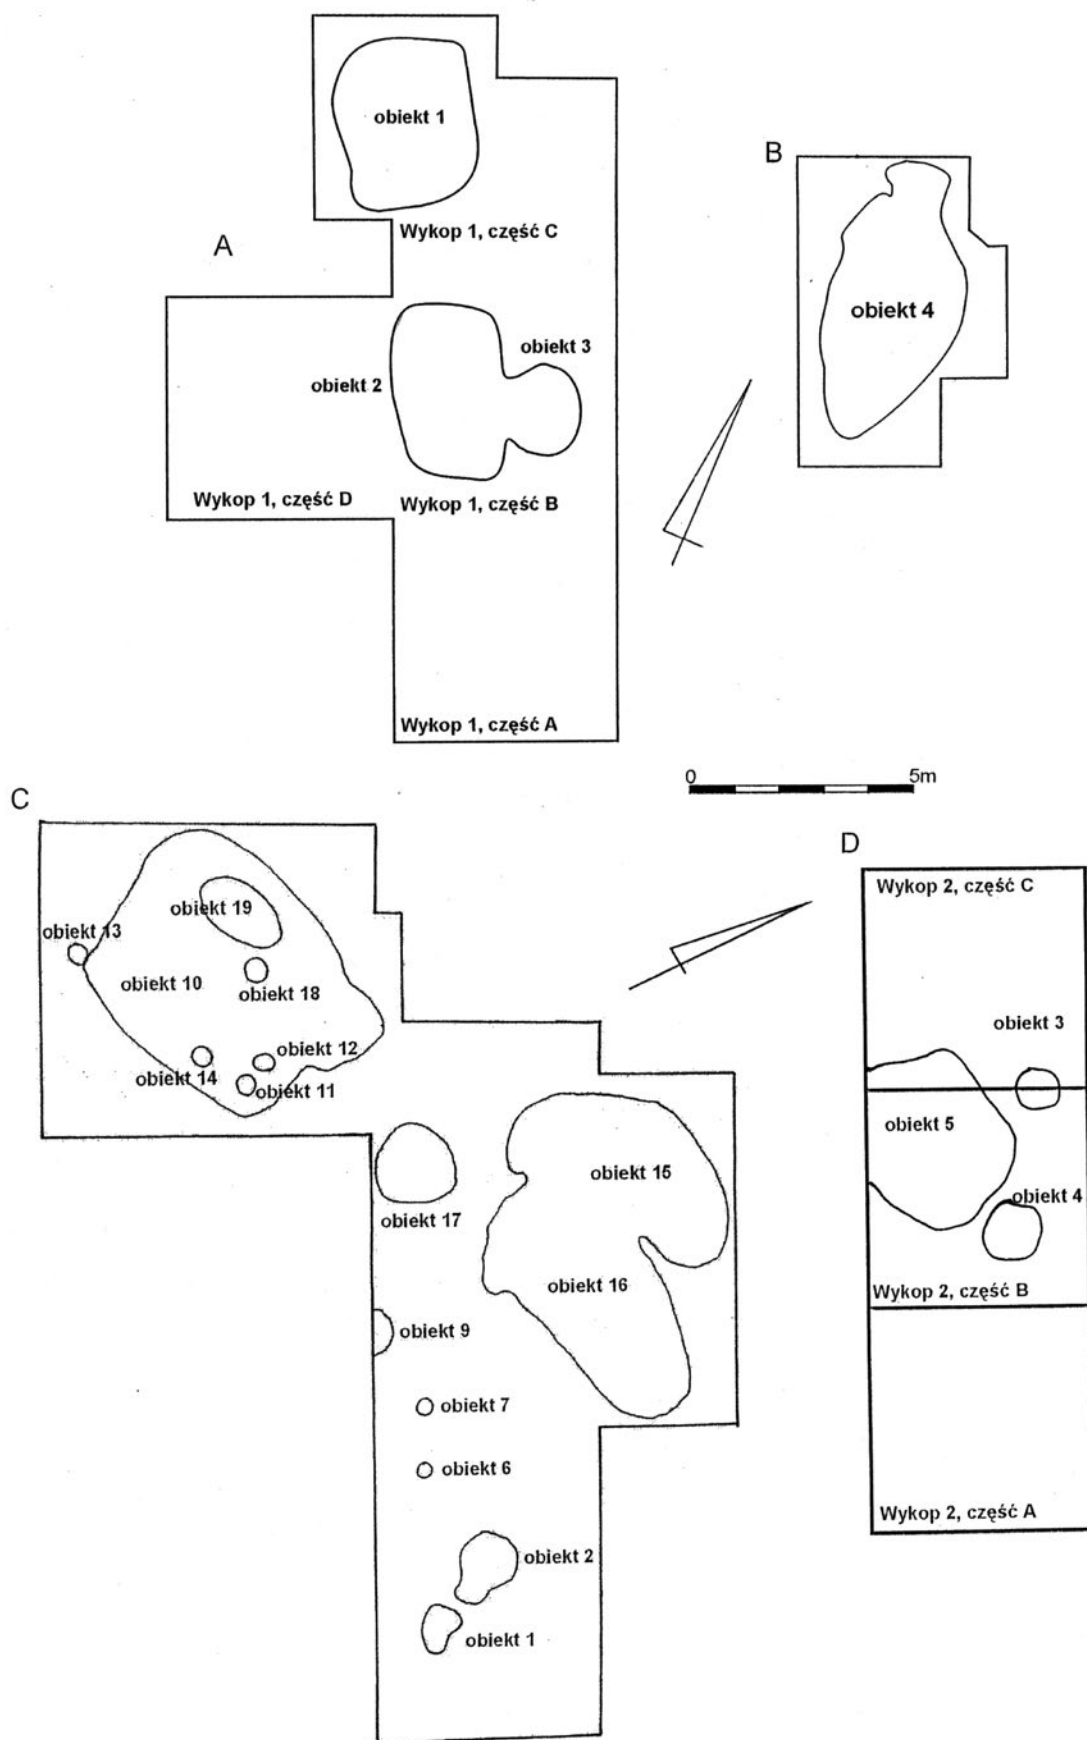 obiekt 1
Wykop 1, część C
A
obiekt 3
obiekt 2
Wykop 1, część D
Wykop 1, część B
Wykop 1, część A
B
obiekt 4
0
5m
C
obiekt 19
obiekt 13
obiekt 10
obiekt 18
obiekt 12
obiekt 14
obiekt 11
obiekt 15
obiekt 17
obiekt 16
obiekt 9
obiekt 7
obiekt 6
obiekt 2
obiekt 1
D
Wykop 2, część C
obiekt 3
obiekt 5
obiekt 4
Wykop 2, część B
Wykop 2, część A